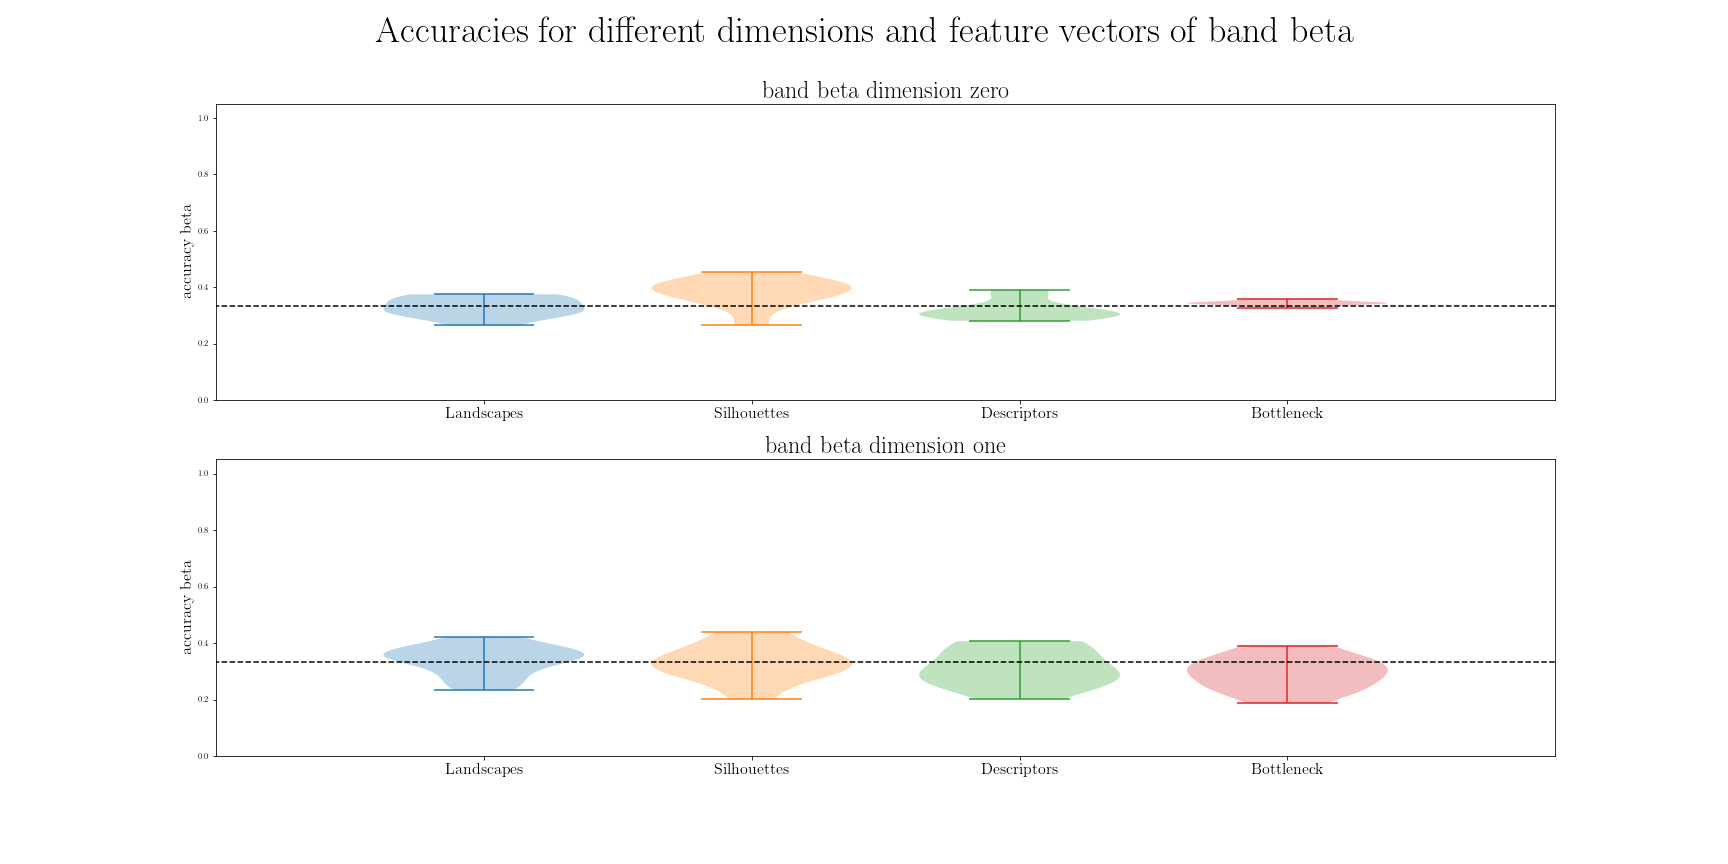 Accuracies for different dimensions and feature vectors of band beta
band beta dimension zero
1.0
0.8
0.6
0.4
0.2
0.0
accuracy beta
Landscapes Silhouettes Descriptors Bottleneck
band beta dimension one
1.0
0.8
0.6
0.4
0.2
0.0
accuracy beta
Landscapes Silhouettes Descriptors Bottleneck